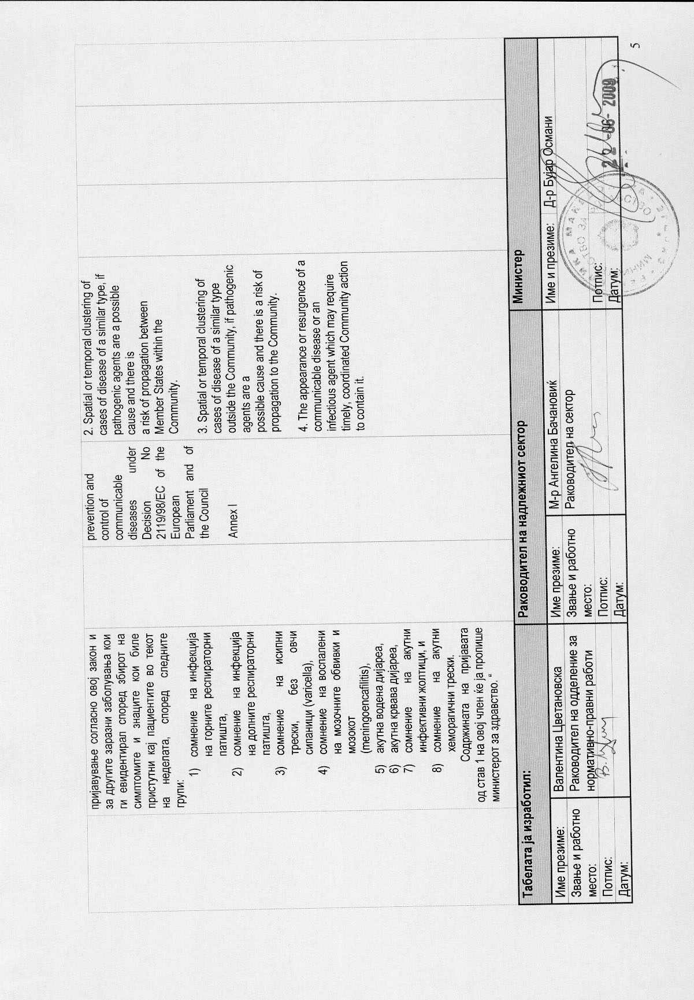 пријавување согласно овој закон и
за другите заразни заболувања кои
ги евидентирал според збирот на
симптомите и знаците кои биле
пристутни кај пациентите во текот
на неделата, според следните
групи:
1) сомнение на инфекција
на горните респираторни
патишта,
2) сомнение на инфекција
на долните респираторни
патишта,
3) сомнение на исипни
трески, без овчи
сипаници (varicella),
4) сомнение на воспалени
на мозочните обвивки и
мозокот
(meningoencafilitis),
5) акутна водена дијареа,
6) акутна крвава дијареа,
7) сомнение на акутни
инфективни жолтици, и
8) сомнение на акутни
хеморагични трески.
Содржината на пријавата
од став 1 на овој член ќе ја пропише
министерот за здравство.“
prevention and
control of
communicable
diseases under
Decision No
2119/98/EC of the
European
Parliament and of
the Council
Annex I
2. Spatial or temporal clustering of
cases of disease of a similar type, if
pathogenic agents are a possible
cause and there is
a risk of propagation between
Member States within the
Community.
3. Spatial or temporal clustering of
cases of disease of a similar type
outside the Community, if pathogenic
agents are a
possible cause and there is a risk of
propagation to the Community.
4. The appearance or resurgence of a
communicable disease or an
infectious agent which may require
timely, coordinated Community action
to contain it.
Табелата ја изработил:
Име презиме: Валентина Цветановска
Звање и работно место: Раководител на одделение за
нормативно-правни работи
Потпис:
Датум:
Раководител на надлежниот сектор
Име презиме: М-р Ангелина Бачановиќ
Звање и работно место: Раководител на сектор
Потпис:
Датум:
Министер
Име и презиме: Д-р Бујар Османи
Потпис:
Датум: 22 -06- 2009
5